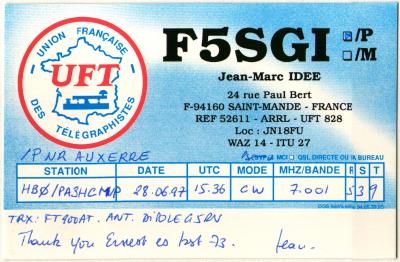 UNION FRANÇAISE
UFT
DES TÉLÉGRAPHISTES
F5SGI /P
/M
Jean-Marc IDEE
24 rue Paul Bert
F-94160 SAINT-MANDE - FRANCE
REF 52611 - ARRL - UFT 828
Loc : JN18FU
WAZ 14 - ITU 27
/P NR AUXERRE
MCI QSL DIRECTE OU VIA BUREAU
STATION DATE UTC MODE MHZ/BANDE R S T
HBØ/PA3HCM/P 28.06.97 15.36 CW 7.001 5 3 9
TRX: FT900AT. ANT. DIPOLE G5RV
Thank you Ernest es best 73. Jean.